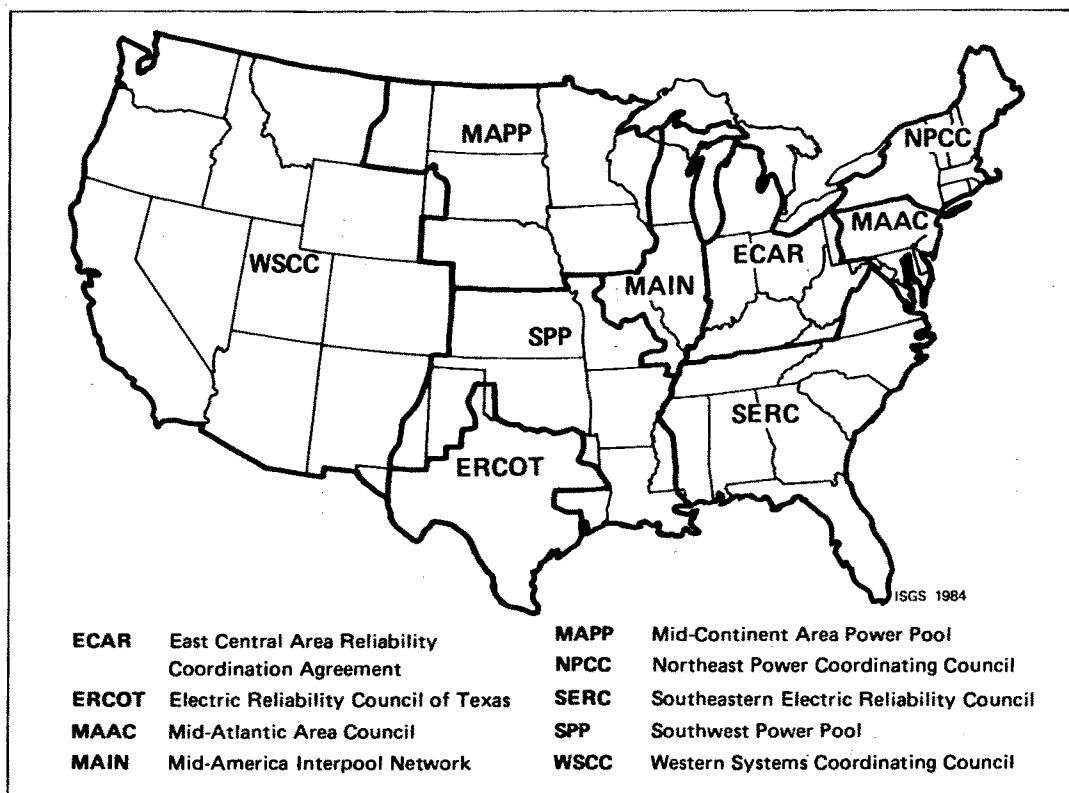 MAPP
NPCC
MAAC
ECAR
WSCC
MAIN
SPP
SERC
ERCOT
ISGS 1984
ECAR East Central Area Reliability
Coordination Agreement
ERCOT Electric Reliability Council of Texas
MAAC Mid-Atlantic Area Council
MAIN Mid-America Interpool Network
MAPP Mid-Continent Area Power Pool
NPCC Northeast Power Coordinating Council
SERC Southeastern Electric Reliability Council
SPP Southwest Power Pool
WSCC Western Systems Coordinating Council